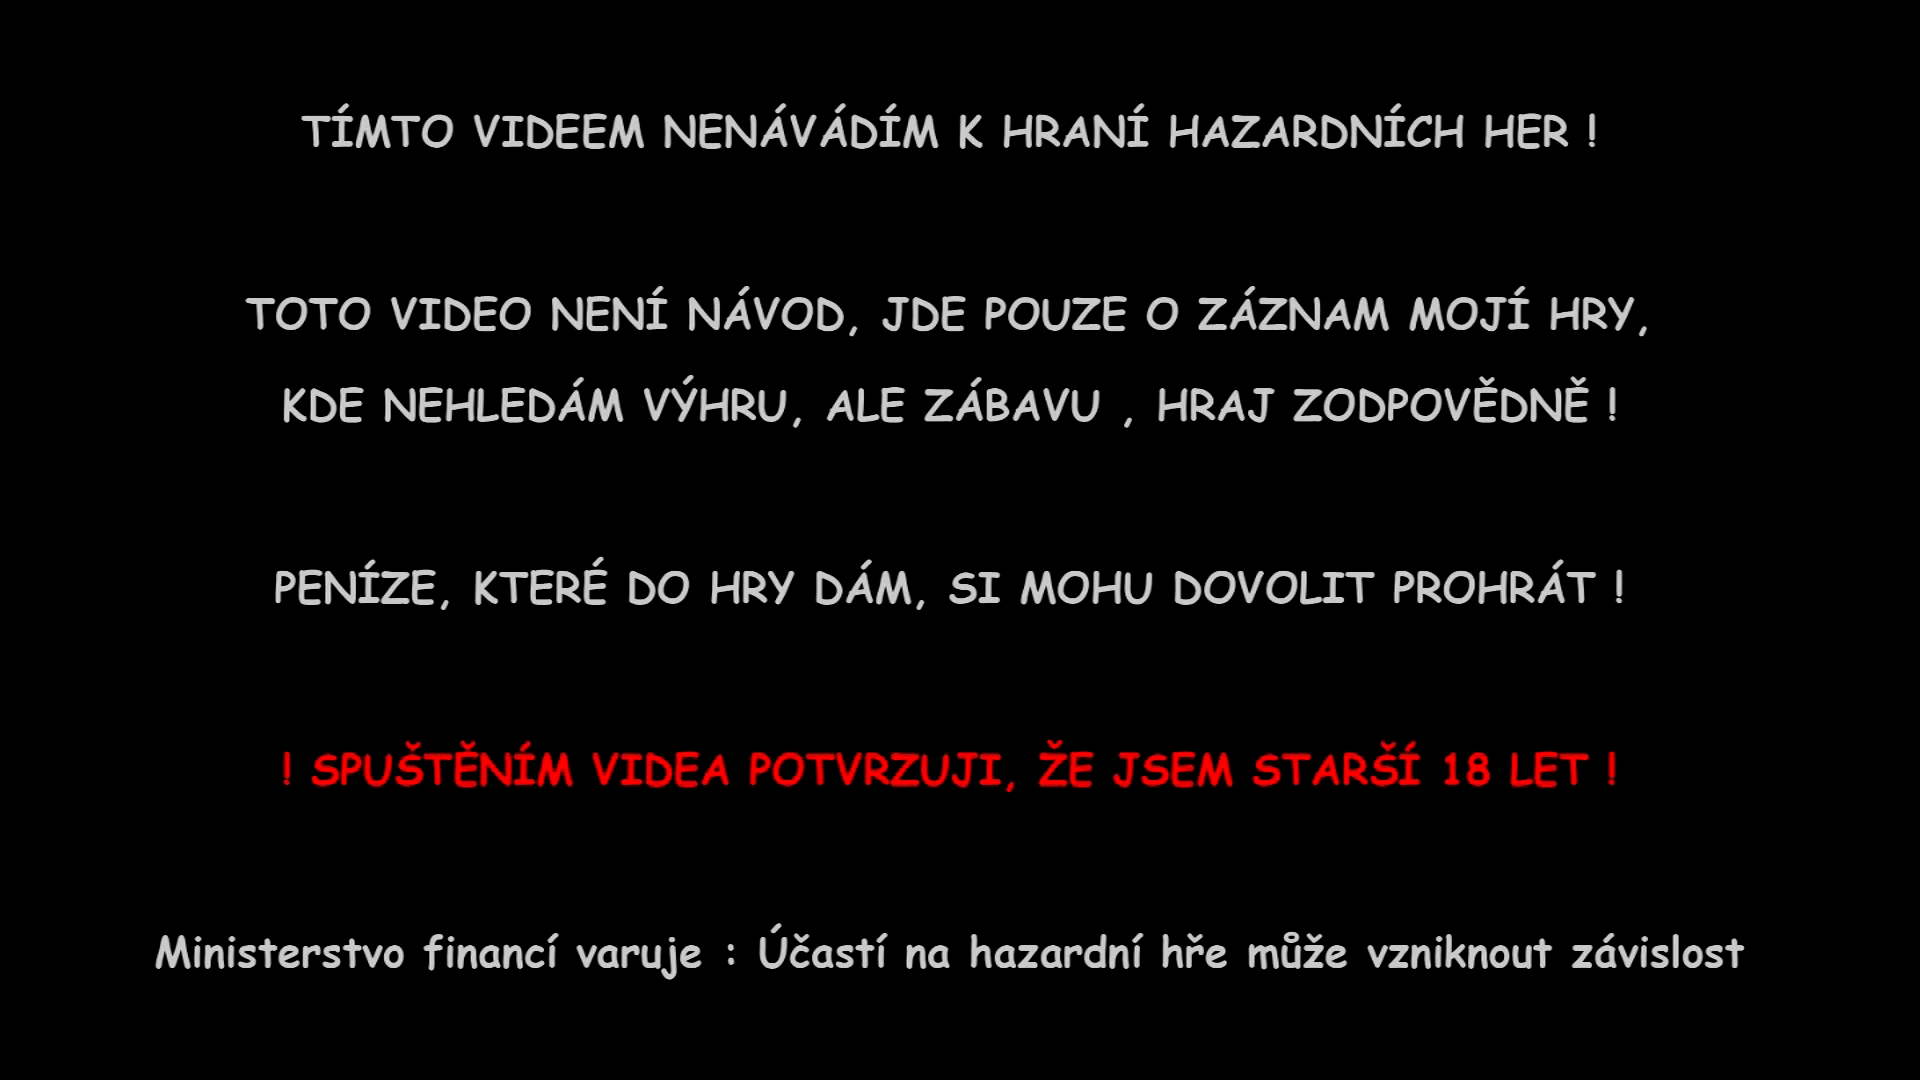 TÍMTO VIDEEM NENÁVÁDÍM K HRANÍ HAZARDNÍCH HER !
TOTO VIDEO NENÍ NÁVOD, JDE POUZE O ZÁZNAM MOJÍ HRY,
KDE NEHLEDÁM VÝHRU, ALE ZÁBAVU , HRAJ ZODPOVĚDNĚ !
PENÍZE, KTERÉ DO HRY DÁM, SI MOHU DOVOLIT PROHRÁT !
! SPUŠTĚNÍM VIDEA POTVRZUJI, ŽE JSEM STARŠÍ 18 LET !
Ministerstvo financí varuje : Účastí na hazardní hře může vzniknout závislost